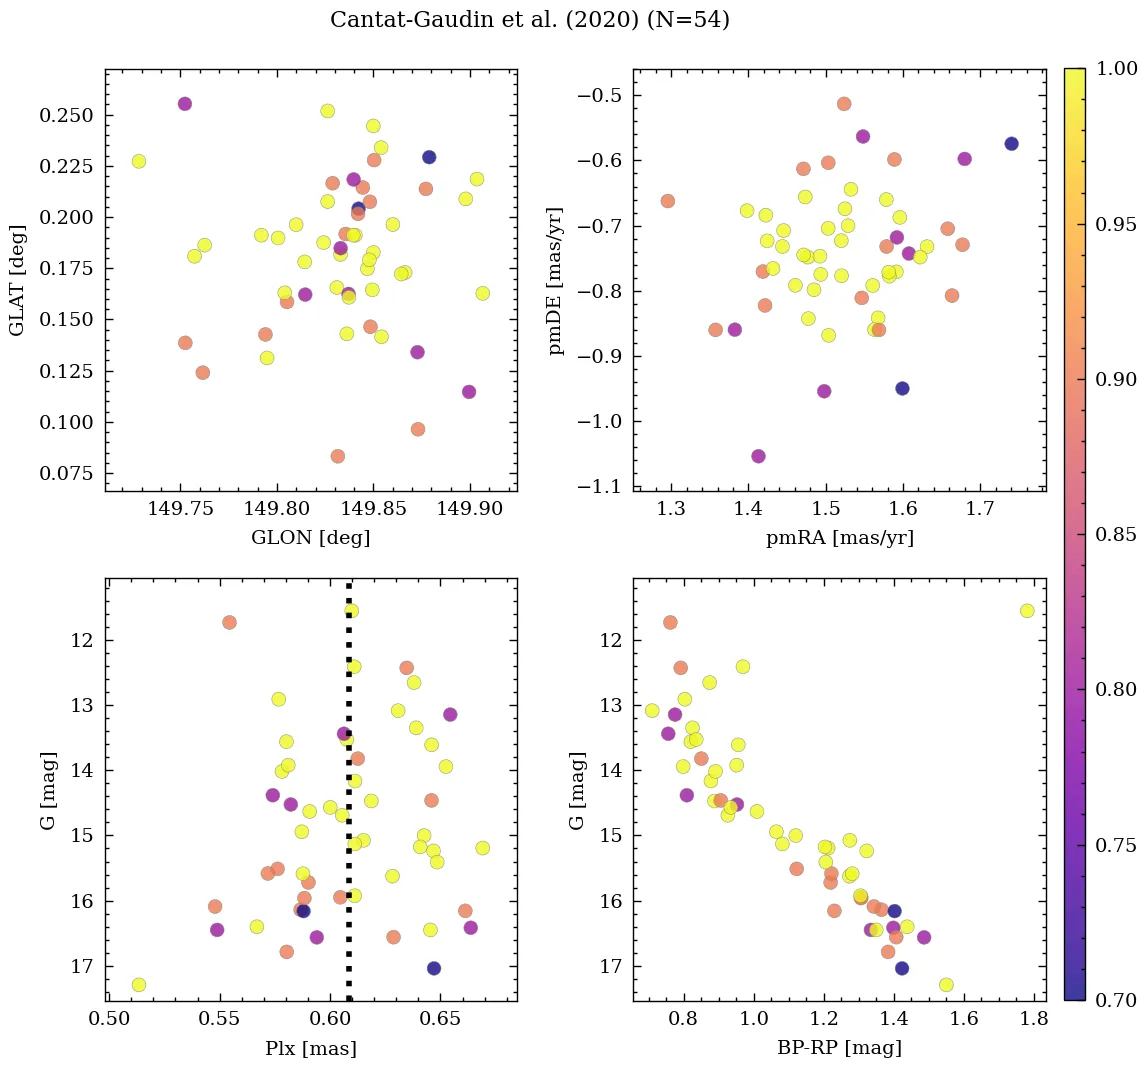 Cantat-Gaudin et al. (2020) (N=54)
0.250
0.225
0.200
0.175
0.150
0.125
0.100
0.075
GLAT [deg]
149.75 149.80 149.85 149.90
GLON [deg]
−0.5
−0.6
−0.7
−0.8
−0.9
−1.0
−1.1
pmDE [mas/yr]
1.3 1.4 1.5 1.6 1.7
pmRA [mas/yr]
12
13
14
15
16
17
G [mag]
0.50 0.55 0.60 0.65
Plx [mas]
12
13
14
15
16
17
G [mag]
0.8 1.0 1.2 1.4 1.6 1.8
BP-RP [mag]
1.00
0.95
0.90
0.85
0.80
0.75
0.70